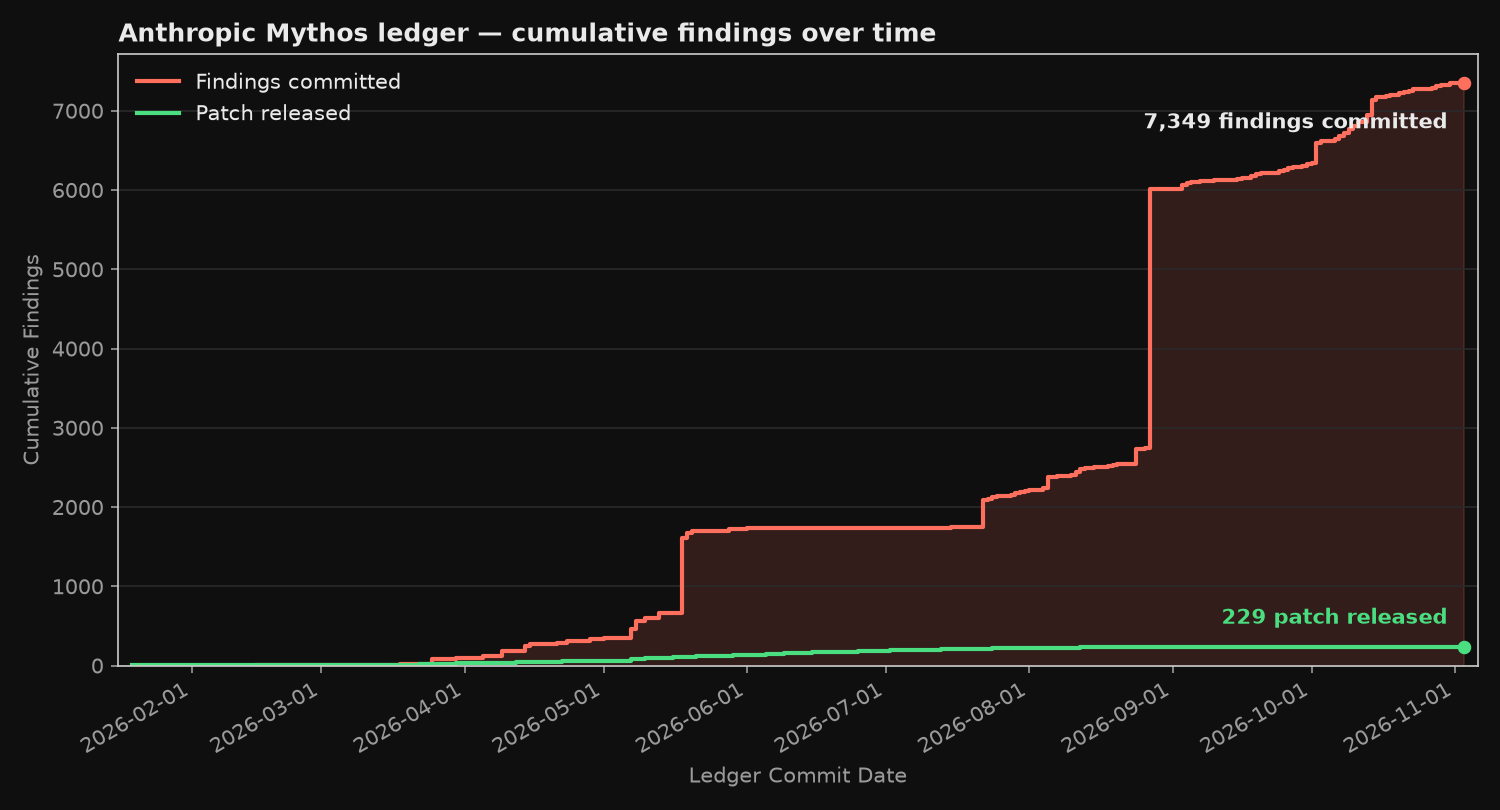 Anthropic Mythos ledger — cumulative findings over time
Findings committed
Patch released
7,349 findings committed
229 patch released
Cumulative Findings
7000
6000
5000
4000
3000
2000
1000
0
2026-02-01
2026-03-01
2026-04-01
2026-05-01
2026-06-01
2026-07-01
2026-08-01
2026-09-01
2026-10-01
2026-11-01
Ledger Commit Date